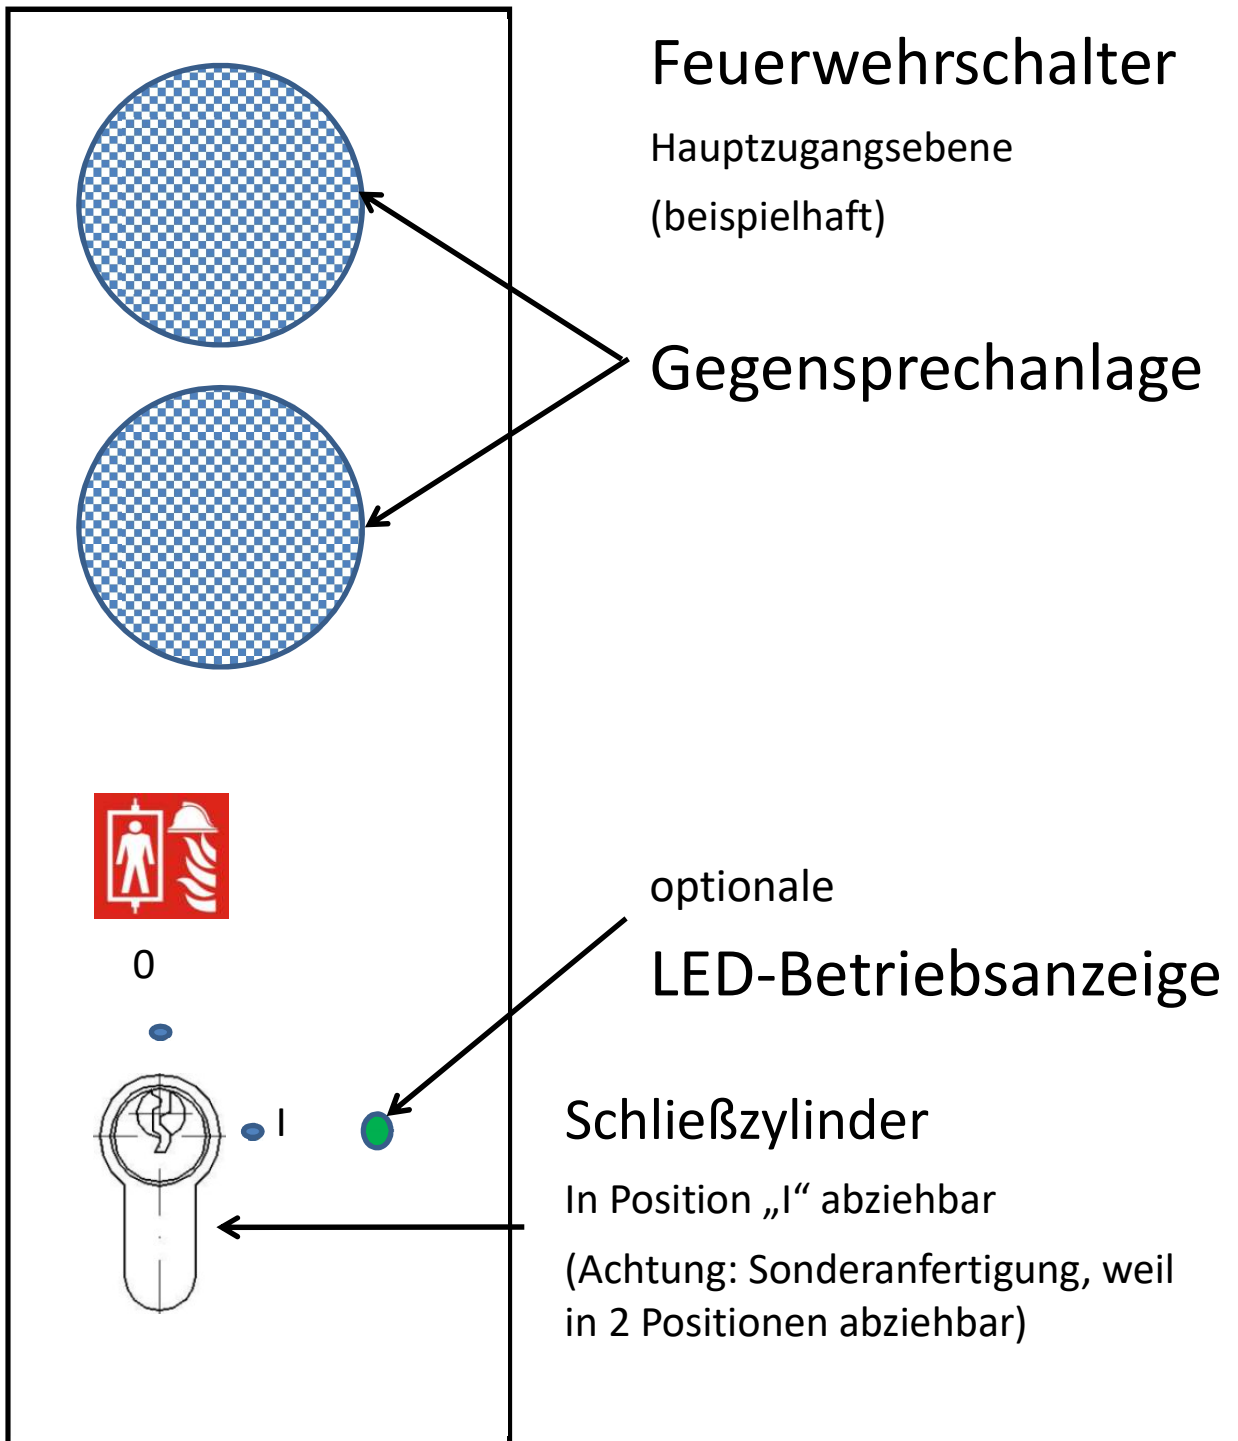 Feuerwehrschalter
Hauptzugangsebene
(beispielhaft)
Gegensprechanlage
optionale
LED-Betriebsanzeige
0
I
Schließzylinder
In Position „I“ abziehbar
(Achtung: Sonderanfertigung, weil
in 2 Positionen abziehbar)